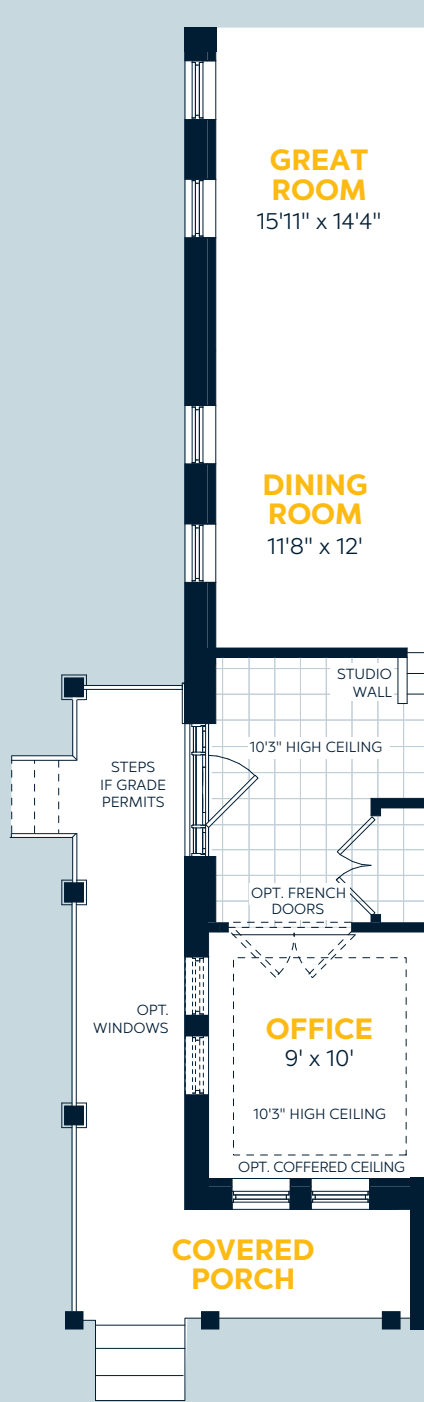 GREAT
ROOM
15'11" x 14'4"
DINING
ROOM
11'8" x 12'
STUDIO
WALL
10'3" HIGH CEILING
STEPS
IF GRADE
PERMITS
OPT. FRENCH
DOORS
OPT.
WINDOWS
OFFICE
9' x 10'
10'3" HIGH CEILING
OPT. COFFERED CEILING
COVERED
PORCH